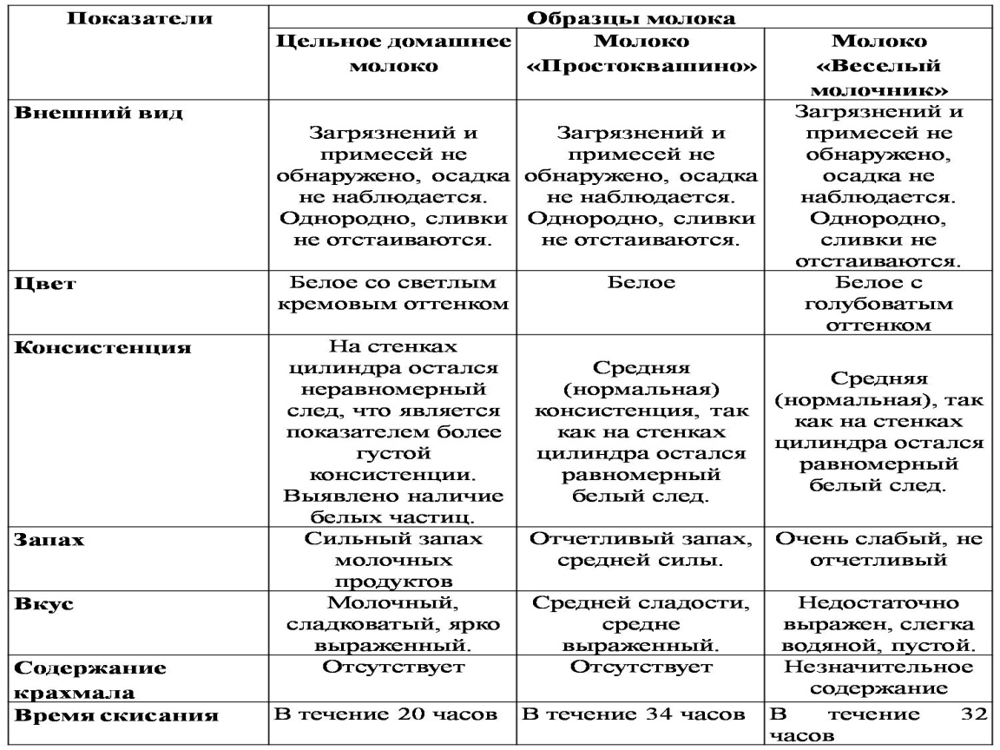 Показатели
Образцы молока
Цельное домашнее
молоко
Молоко
«Простоквашино»
Молоко
«Веселый
молочник»
Внешний вид
Загрязнений и
примесей не
обнаружено, осадка
не наблюдается.
Однородно, сливки
не отстаиваются.
Загрязнений и
примесей не
обнаружено, осадка
не наблюдается.
Однородно, сливки
не отстаиваются.
Загрязнений и
примесей не
обнаружено,
осадка не
наблюдается.
Однородно,
сливки не
отстаиваются.
Цвет
Белое со светлым
кремовым оттенком
Белое
Белое с
голубоватым
оттенком
Консистенция
На стенках
цилиндра остался
неравномерный
след, что является
показателем более
густой
консистенции.
Выявлено наличие
белых частиц.
Средняя
(нормальная)
консистенция, так
как на стенках
цилиндра остался
равномерный
белый след.
Средняя
(нормальная), так
как на стенках
цилиндра остался
равномерный
белый след.
Запах
Сильный запах
молочных
продуктов
Отчетливый запах,
средней силы.
Очень слабый, не
отчетливый
Вкус
Молочный,
сладковатый, ярко
выраженный.
Средней сладости,
средне
выраженный.
Недостаточно
выражен, слегка
водяной, пустой.
Содержание
крахмала
Отсутствует
Отсутствует
Незначительное
содержание
Время скисания
В течение 20 часов
В течение 34 часов
В течение 32
часов